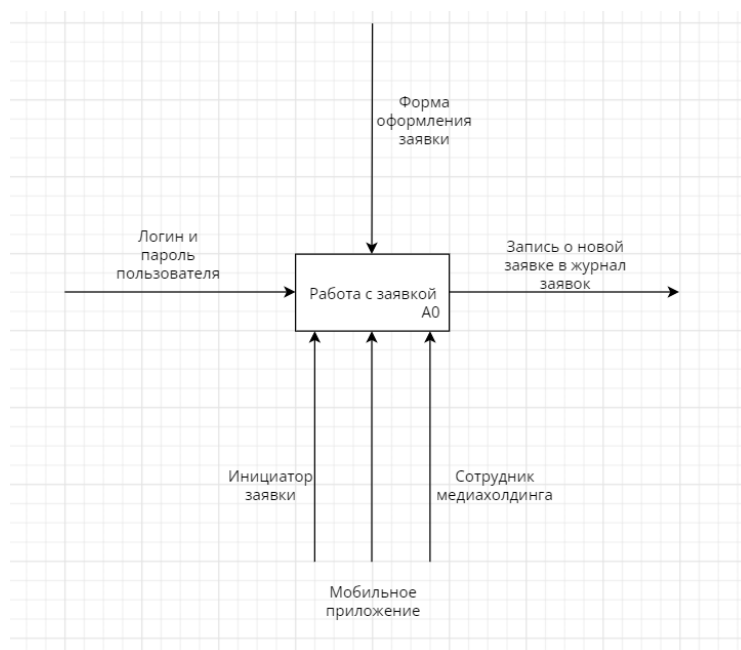 Форма
оформления
заявки
Логин и
пароль
пользователя
Запись о новой
заявке в журнал
заявок
Работа с заявкой
A0
Инициатор
заявки
Сотрудник
медиахолдинга
Мобильное
приложение